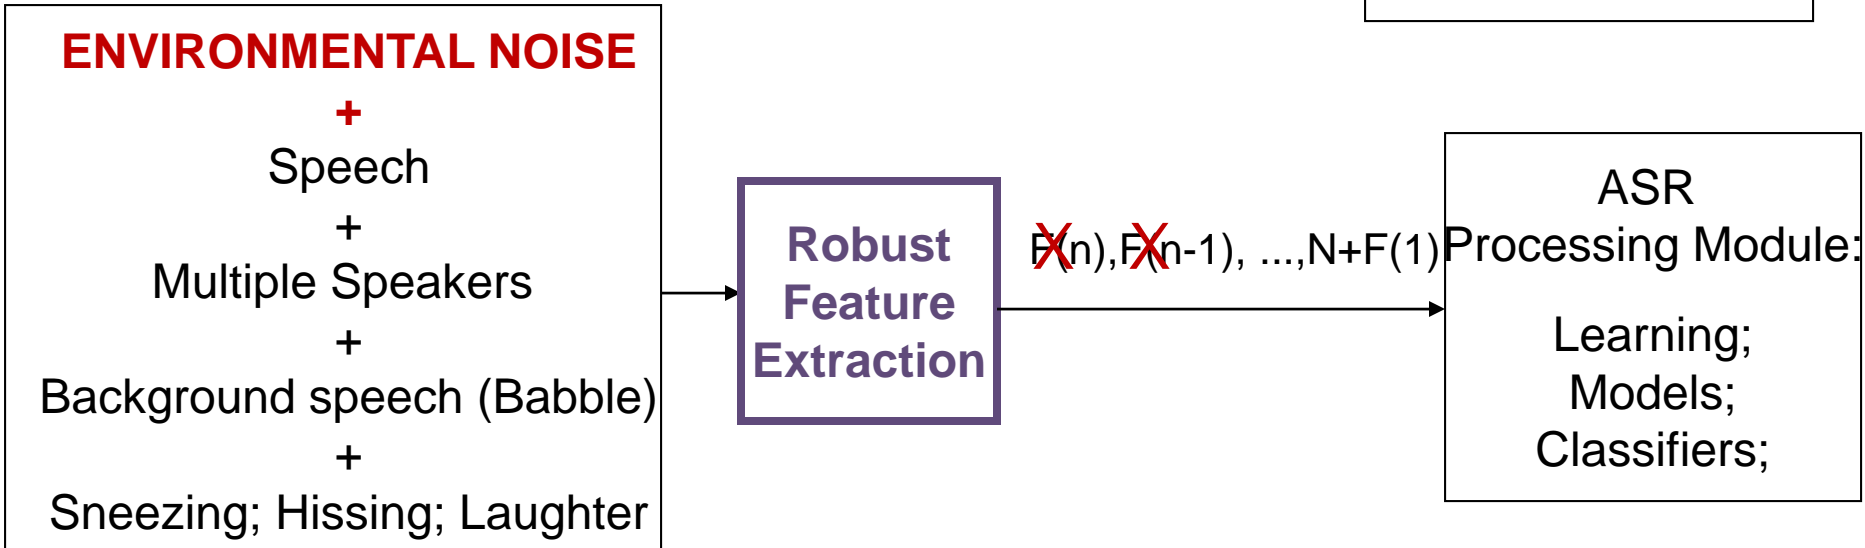 ENVIRONMENTAL NOISE
+
Speech
+
Multiple Speakers
+
Background speech (Babble)
+
Sneezing; Hissing; Laughter
Robust
Feature
Extraction
F(n),F(n-1), ...,N+F(1)
X X
ASR
Processing Module:
Learning;
Models;
Classifiers;